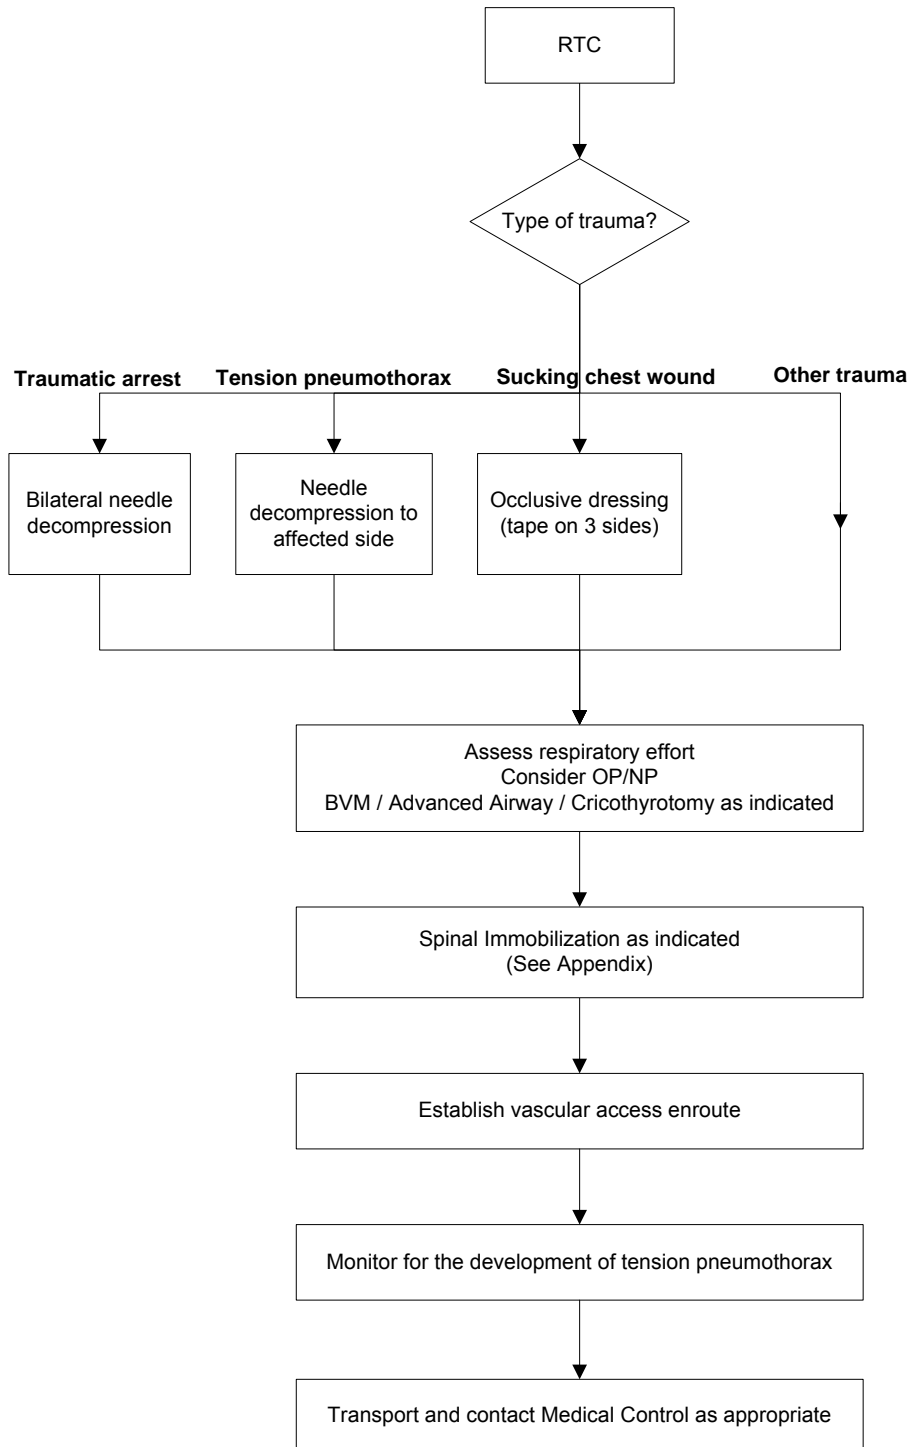 RTC
Type of trauma?
Traumatic arrest
Tension pneumothorax
Sucking chest wound
Other trauma
Bilateral needle
decompression
Needle
decompression to
affected side
Occlusive dressing
(tape on 3 sides)
Assess respiratory effort
Consider OP/NP
BVM / Advanced Airway / Cricothyrotomy as indicated
Spinal Immobilization as indicated
(See Appendix)
Establish vascular access enroute
Monitor for the development of tension pneumothorax
Transport and contact Medical Control as appropriate